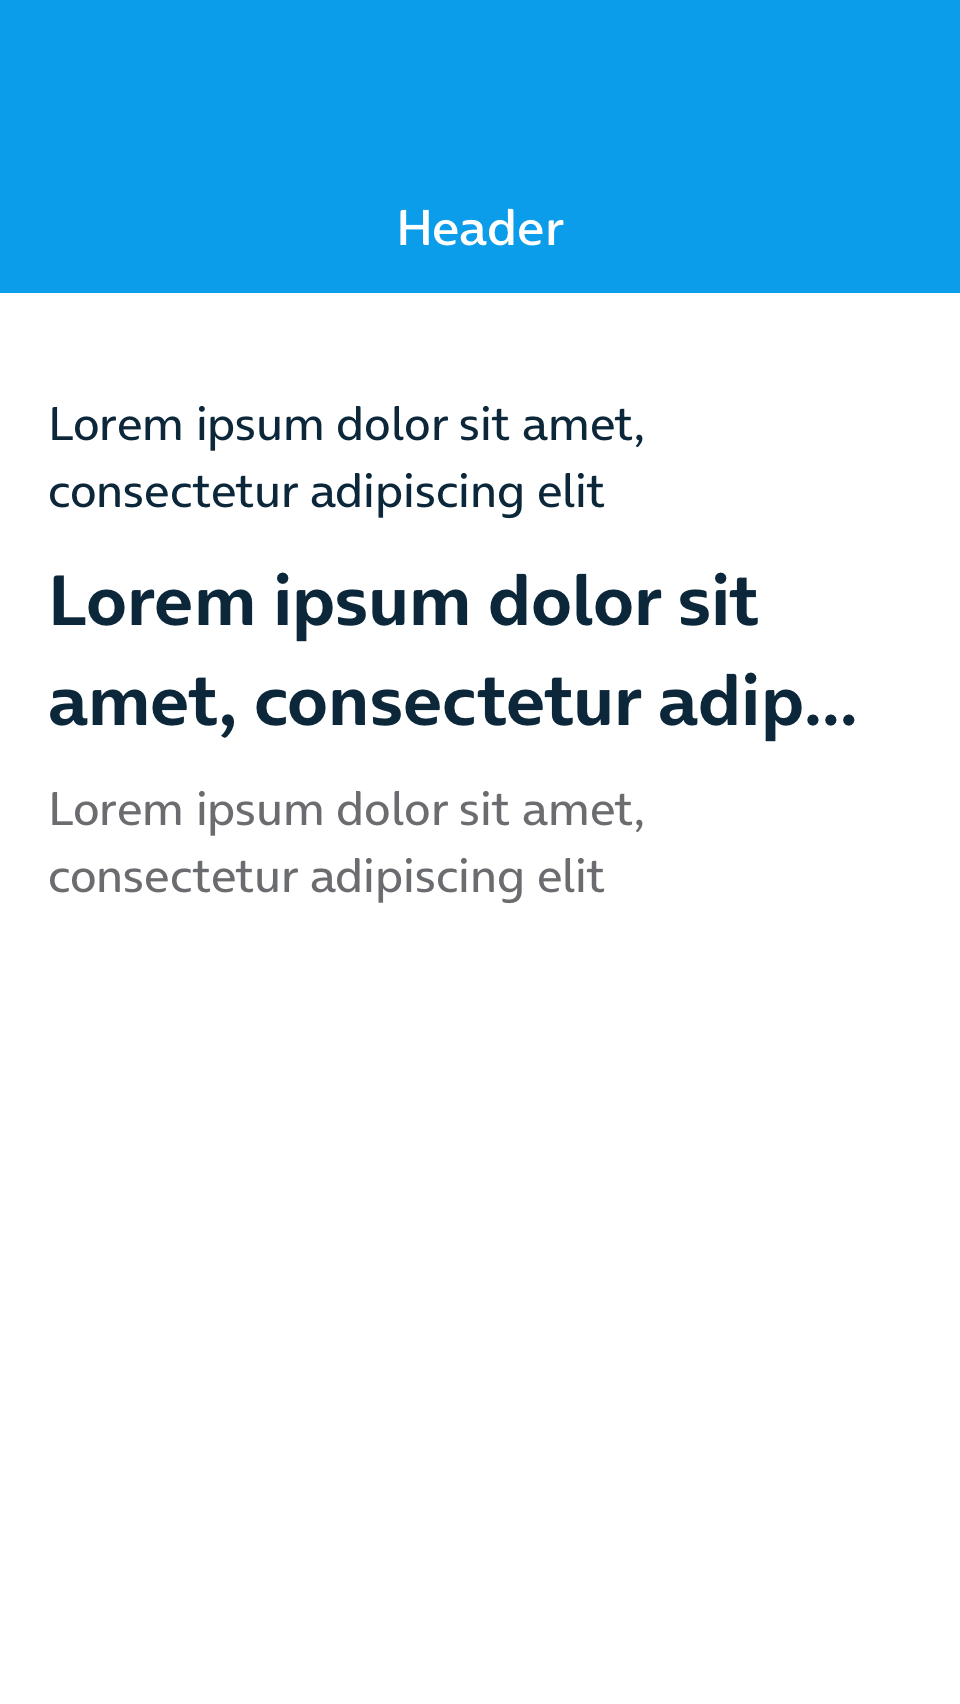 Header
Lorem ipsum dolor sit amet,
consectetur adipiscing elit
Lorem ipsum dolor sit
amet, consectetur adip...
Lorem ipsum dolor sit amet,
consectetur adipiscing elit